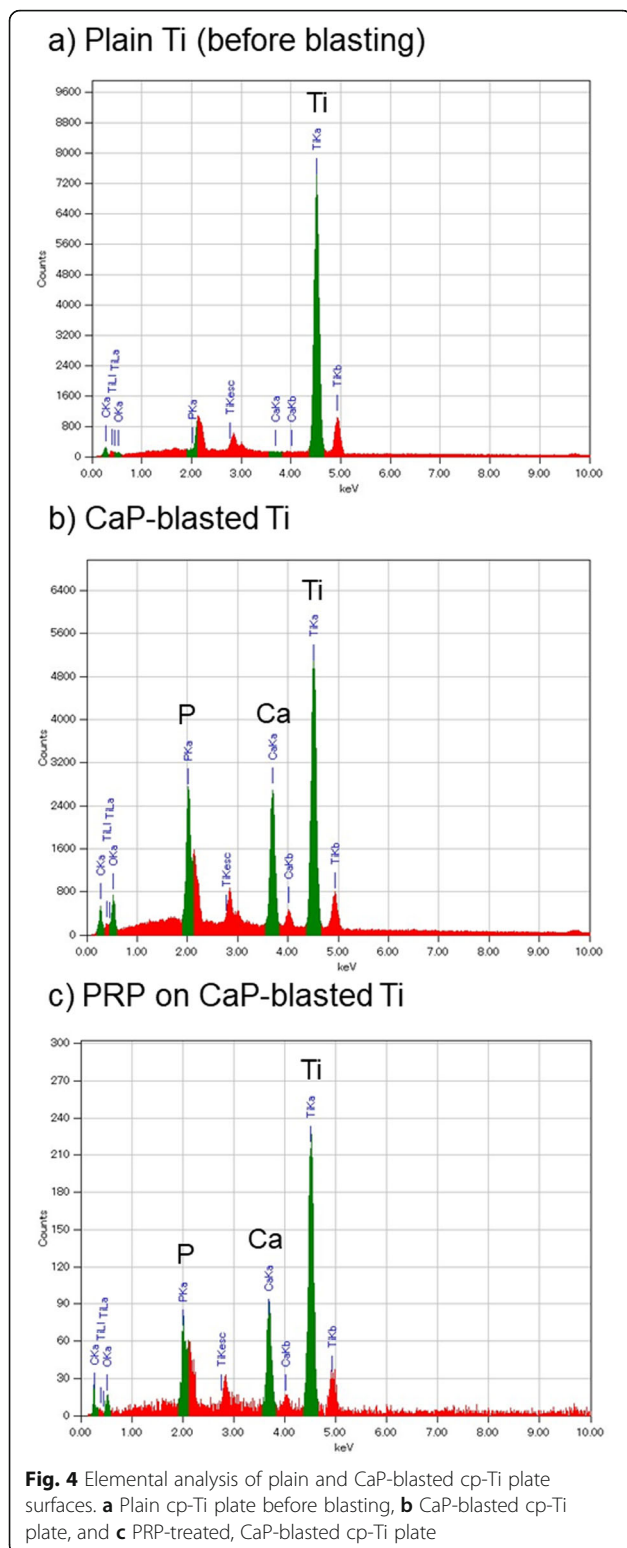 a) Plain Ti (before blasting)
Ti
9600
8800
8000
7200
6400
5600
4800
4000
3200
2400
1600
800
0
Counts
CKa
TiLl
TiLa
OKa
PKa
TiKesc
CaKa
CaKb
TiKa
TiKb
0.00 1.00 2.00 3.00 4.00 5.00 6.00 7.00 8.00 9.00 10.00
keV
b) CaP-blasted Ti
P
Ca
Ti
6400
5600
4800
4000
3200
2400
1600
800
0
Counts
CKa
TiLl
TiLa
OKa
PKa
TiKesc
CaKa
CaKb
TiKa
TiKb
0.00 1.00 2.00 3.00 4.00 5.00 6.00 7.00 8.00 9.00 10.00
keV
c) PRP on CaP-blasted Ti
P
Ca
Ti
300
270
240
210
180
150
120
90
60
30
0
Counts
CKa
TiLl
TiLa
OKa
PKa
TiKesc
CaKa
CaKb
TiKa
TiKb
0.00 1.00 2.00 3.00 4.00 5.00 6.00 7.00 8.00 9.00 10.00
keV
Fig. 4 Elemental analysis of plain and CaP-blasted cp-Ti plate
surfaces. a Plain cp-Ti plate before blasting, b CaP-blasted cp-Ti
plate, and c PRP-treated, CaP-blasted cp-Ti plate